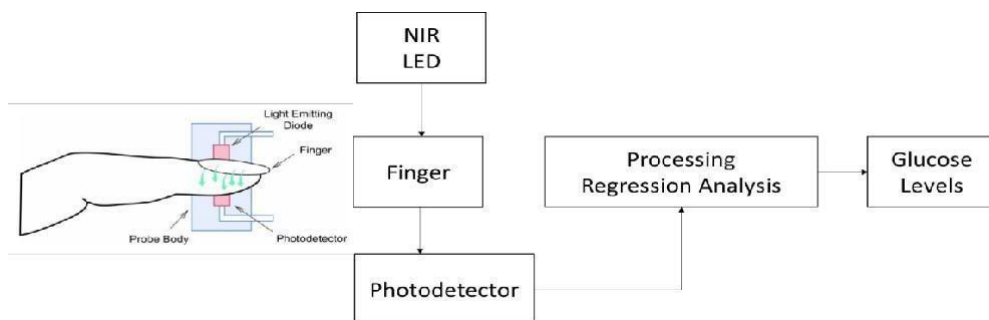 NIR
LED
Light Emitting
Diode
Finger
Probe Body
Photodetector
Finger
Photodetector
Processing
Regression Analysis
Glucose
Levels